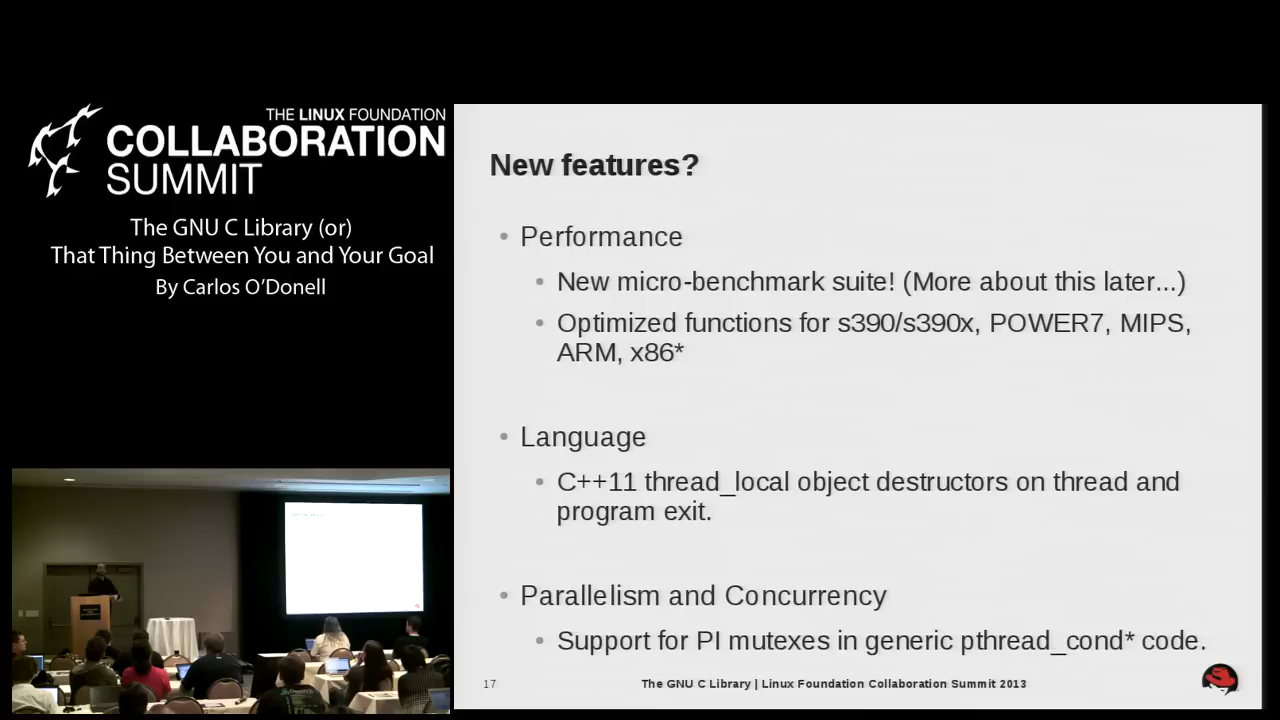 THE LINUX FOUNDATION
COLLABORATION
SUMMIT
The GNU C Library (or)
That Thing Between You and Your Goal
By Carlos O'Donell
New features?
• Performance
• New micro-benchmark suite! (More about this later...)
• Optimized functions for s390/s390x, POWER7, MIPS,
ARM, x86*
• Language
• C++11 thread_local object destructors on thread and
program exit.
• Parallelism and Concurrency
• Support for PI mutexes in generic pthread_cond* code.
17
The GNU C Library | Linux Foundation Collaboration Summit 2013